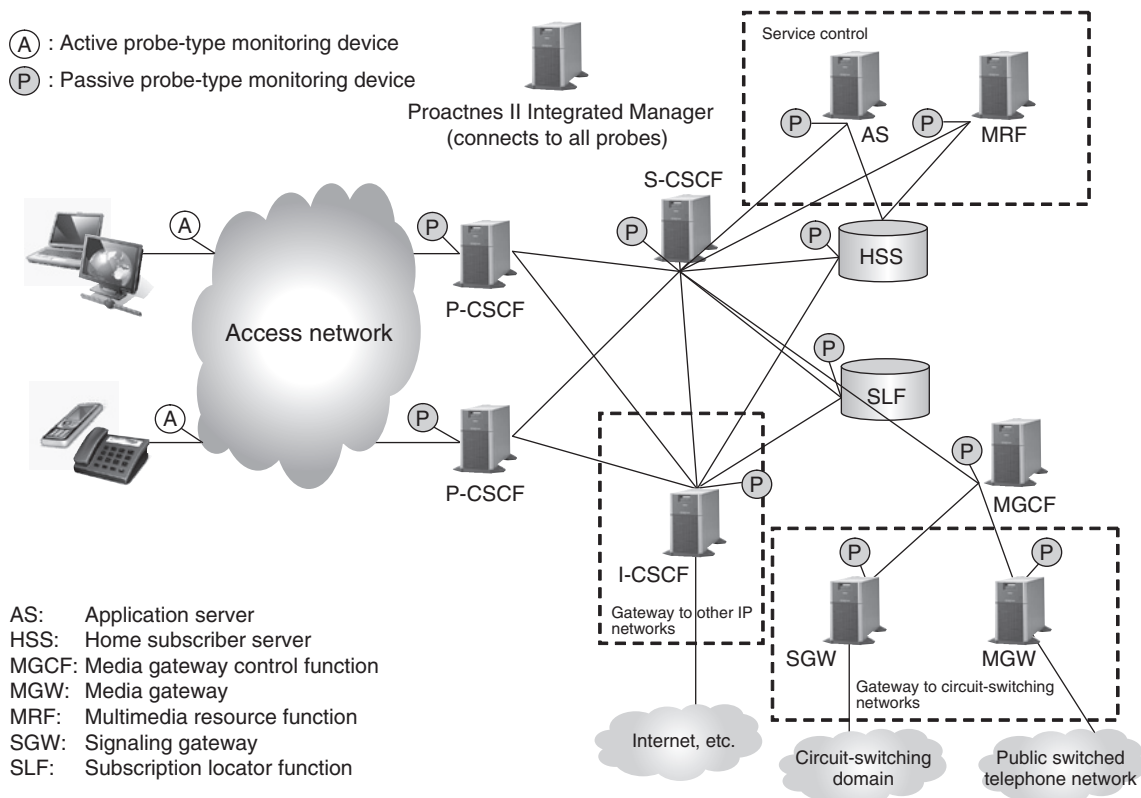 A : Active probe-type monitoring device
P : Passive probe-type monitoring device
Proactnes II Integrated Manager
(connects to all probes)
Service control
P
AS
P
MRF
S-CSCF
P
P
HSS
A
P
P-CSCF
Access network
P
SLF
A
P
P-CSCF
P
MGCF
P
I-CSCF
Gateway to other IP
networks
P
SGW
P
MGW
Gateway to circuit-switching
networks
Internet, etc.
Circuit-switching
domain
Public switched
telephone network
AS: Application server
HSS: Home subscriber server
MGCF: Media gateway control function
MGW: Media gateway
MRF: Multimedia resource function
SGW: Signaling gateway
SLF: Subscription locator function